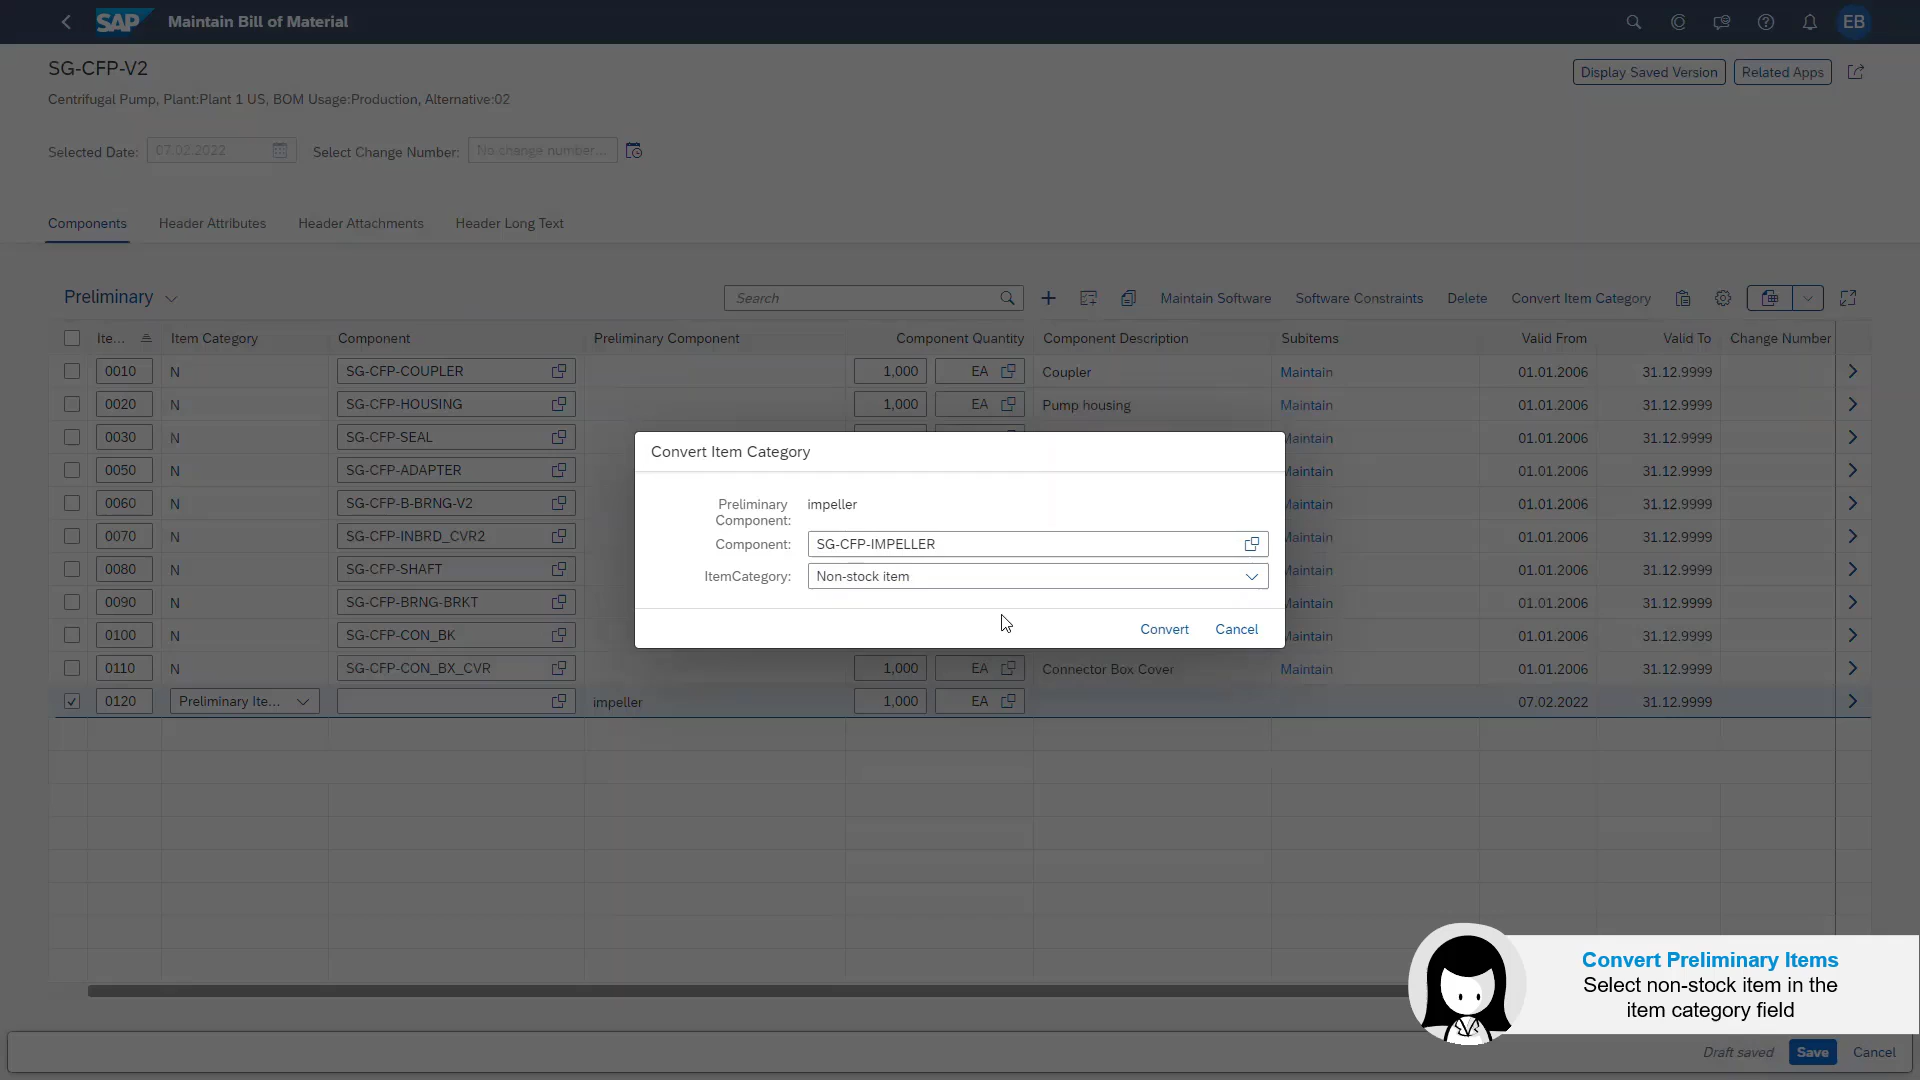 SAP Maintain Bill of Material EB
SG-CFP-V2 Display Saved Version Related Apps
Centrifugal Pump, Plant:Plant 1 US, BOM Usage:Production, Alternative:02
Selected Date: 07.02.2022 Select Change Number: No change number...
Components Header Attributes Header Attachments Header Long Text
Preliminary Search Maintain Software Software Constraints Delete Convert Item Category
Ite... Item Category Component Preliminary Component Component Quantity Component Description Subitems Valid From Valid To Change Number
0010 N SG-CFP-COUPLER 1,000 EA Coupler Maintain 01.01.2006 31.12.9999
0020 N SG-CFP-HOUSING 1,000 EA Pump housing Maintain 01.01.2006 31.12.9999
0030 N SG-CFP-SEAL Maintain 01.01.2006 31.12.9999
0050 N SG-CFP-ADAPTER Maintain 01.01.2006 31.12.9999
0060 N SG-CFP-B-BRNG-V2 Maintain 01.01.2006 31.12.9999
0070 N SG-CFP-INBRD_CVR2 Maintain 01.01.2006 31.12.9999
0080 N SG-CFP-SHAFT Maintain 01.01.2006 31.12.9999
0090 N SG-CFP-BRNG-BRKT Maintain 01.01.2006 31.12.9999
0100 N SG-CFP-CON_BK Maintain 01.01.2006 31.12.9999
0110 N SG-CFP-CON_BX_CVR 1,000 EA Connector Box Cover Maintain 01.01.2006 31.12.9999
0120 Preliminary Ite... impeller 1,000 EA 07.02.2022 31.12.9999
Convert Item Category
Preliminary
Component: impeller
Component: SG-CFP-IMPELLER
ItemCategory: Non-stock item
Convert Cancel
Convert Preliminary Items
Select non-stock item in the
item category field
Draft saved Save Cancel